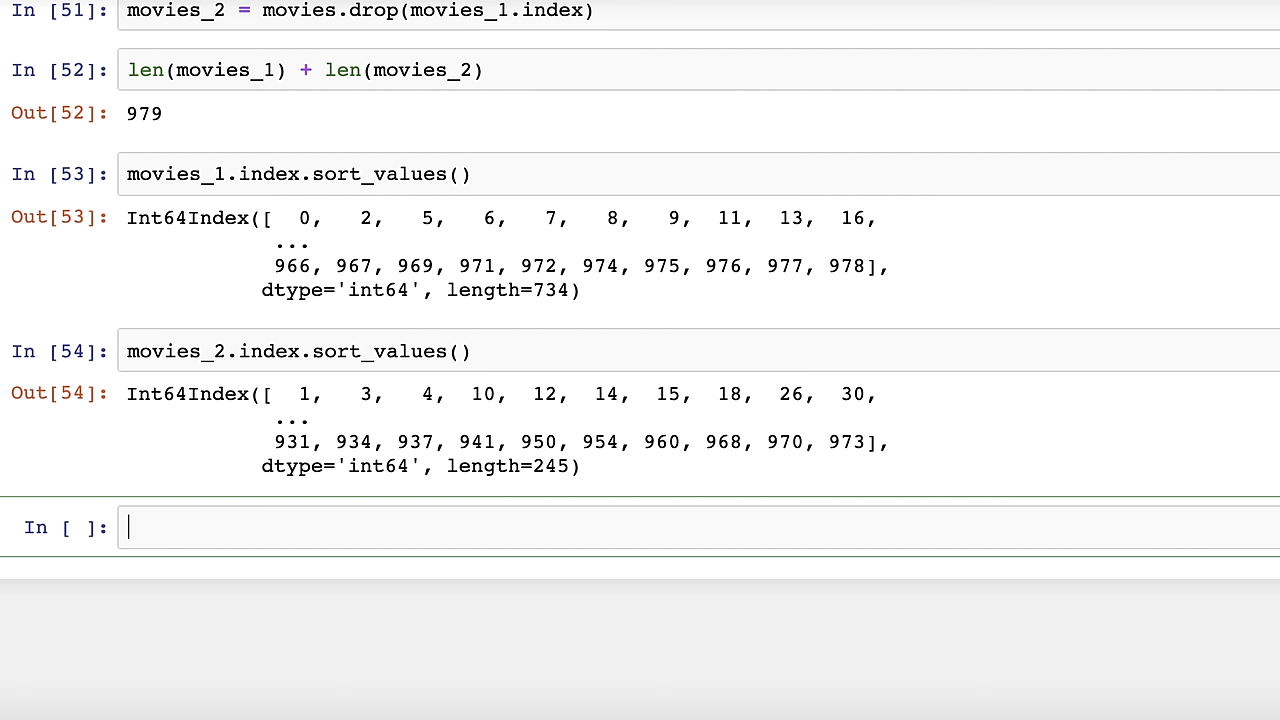 In [51]: movies_2 = movies.drop(movies_1.index)
In [52]: len(movies_1) + len(movies_2)
Out[52]: 979
In [53]: movies_1.index.sort_values()
Out[53]: Int64Index([  0,   2,   5,   6,   7,   8,   9,  11,  13,  16,
...
966, 967, 969, 971, 972, 974, 975, 976, 977, 978],
dtype='int64', length=734)
In [54]: movies_2.index.sort_values()
Out[54]: Int64Index([  1,   3,   4,  10,  12,  14,  15,  18,  26,  30,
...
931, 934, 937, 941, 950, 954, 960, 968, 970, 973],
dtype='int64', length=245)
In [ ]: